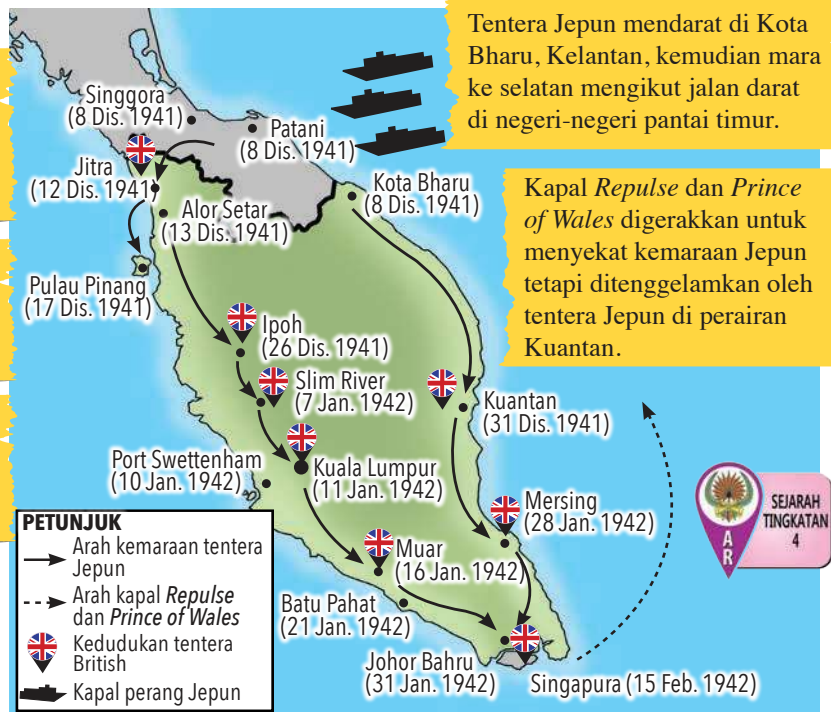 Tentera Jepun mendarat di Kota
Bharu, Kelantan, kemudian mara
ke selatan mengikut jalan darat
di negeri-negeri pantai timur.
Kapal Repulse dan Prince
of Wales digerakkan untuk
menyekat kemaraan Jepun
tetapi ditenggelamkan oleh
tentera Jepun di perairan
Kuantan.
Singgora
(8 Dis. 1941)
Patani
(8 Dis. 1941)
Jitra
(12 Dis. 1941)
Alor Setar
(13 Dis. 1941)
Kota Bharu
(8 Dis. 1941)
Pulau Pinang
(17 Dis. 1941)
Ipoh
(26 Dis. 1941)
Slim River
(7 Jan. 1942)
Kuantan
(31 Dis. 1941)
Port Swettenham
(10 Jan. 1942)
Kuala Lumpur
(11 Jan. 1942)
Mersing
(28 Jan. 1942)
Muar
(16 Jan. 1942)
Batu Pahat
(21 Jan. 1942)
Johor Bahru
(31 Jan. 1942)
Singapura (15 Feb. 1942)
PETUNJUK
Arah kemaraan tentera
Jepun
Arah kapal Repulse
dan Prince of Wales
Kedudukan tentera
British
Kapal perang Jepun
AR
SEJARAH
TINGKATAN
4